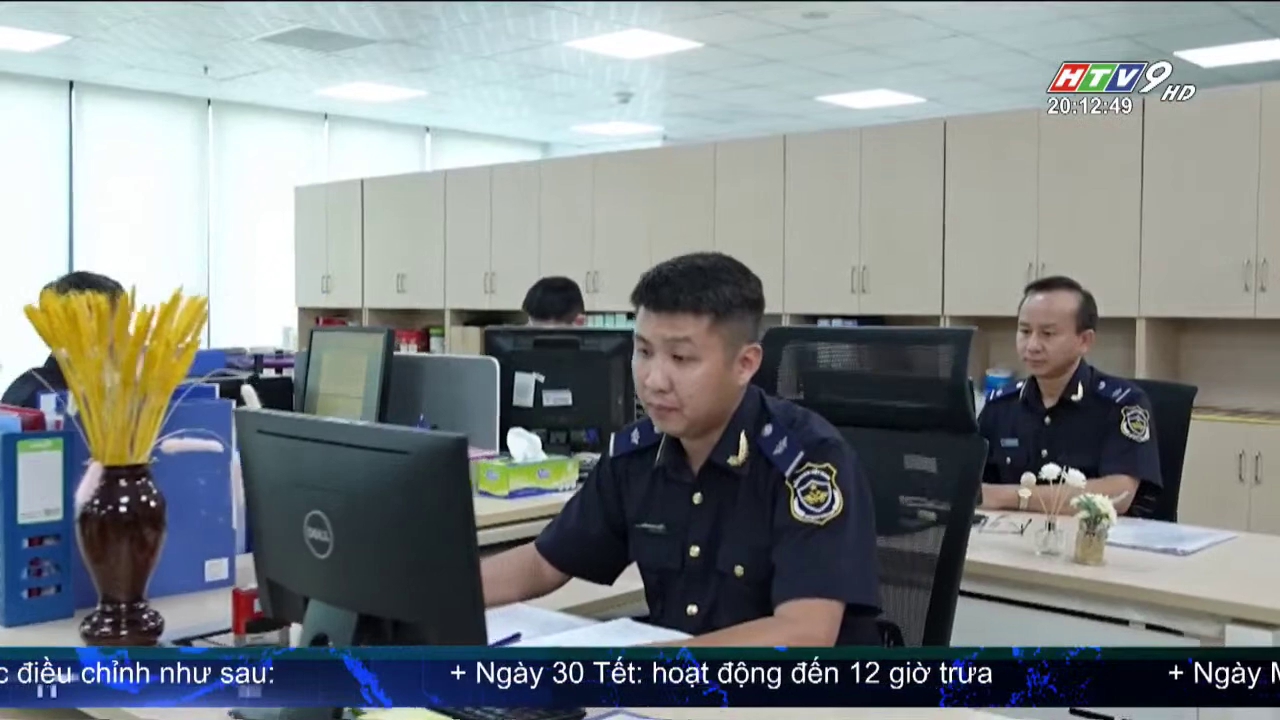 HTV9 HD
20:12:49
DELL
c điều chỉnh như sau: + Ngày 30 Tết: hoạt động đến 12 giờ trưa + Ngày M